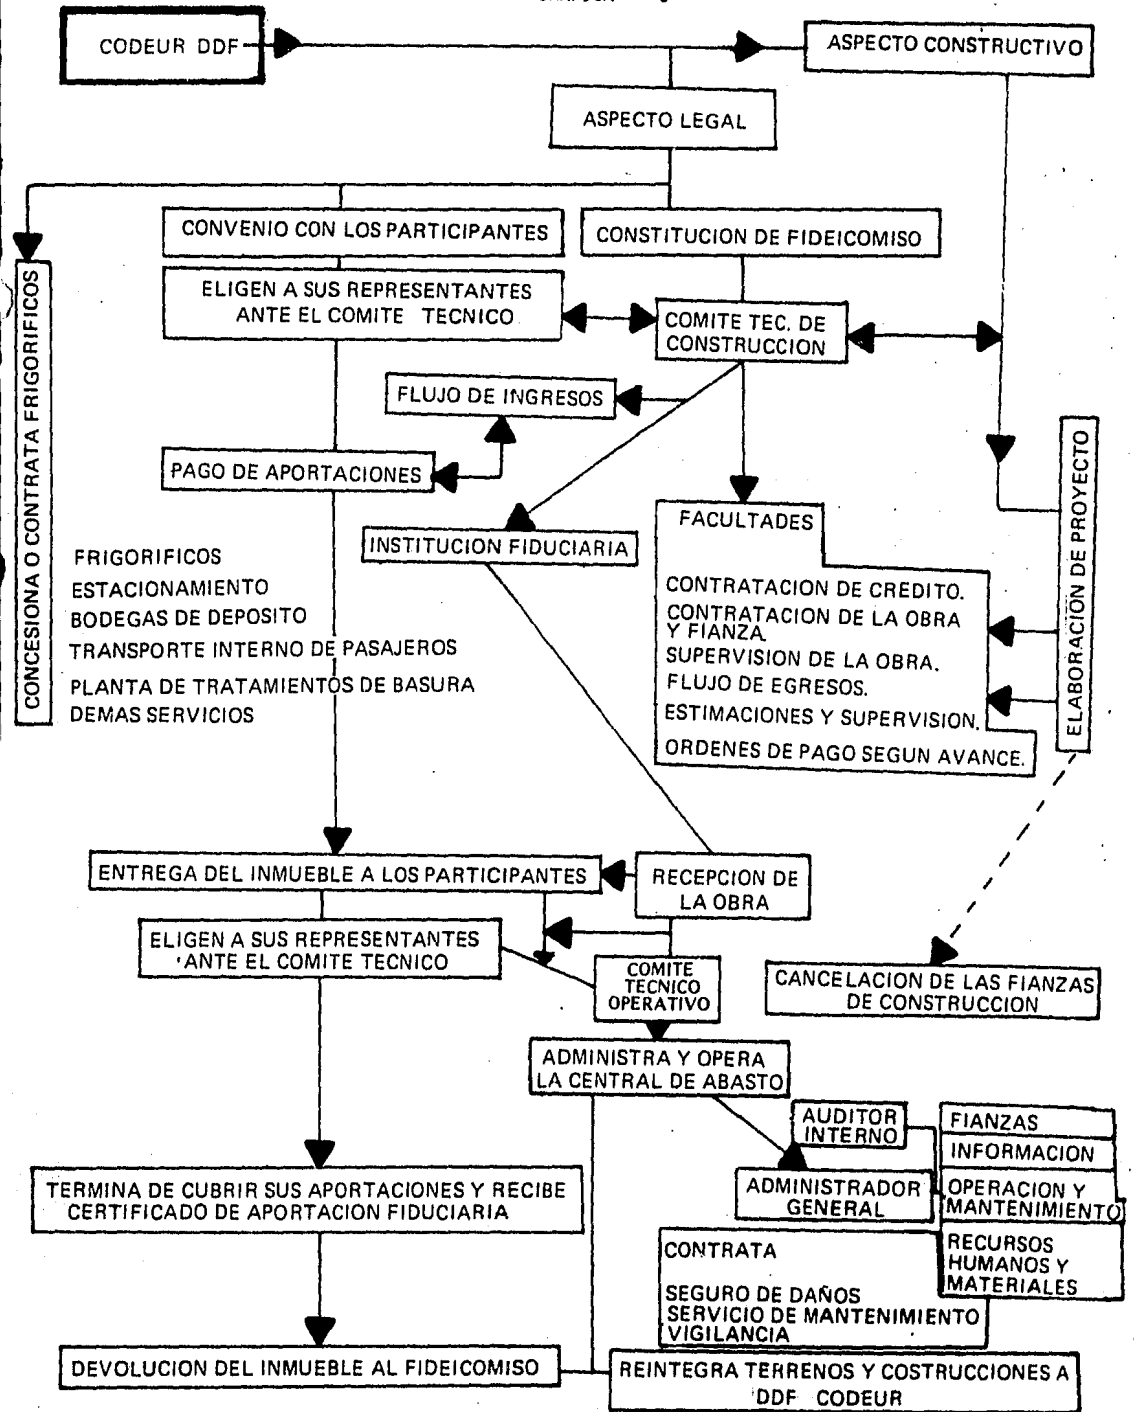 CODEUR DDF
ASPECTO CONSTRUCTIVO
ASPECTO LEGAL
CONVENIO CON LOS PARTICIPANTES
CONSTITUCION DE FIDEICOMISO
ELIGEN A SUS REPRESENTANTES
ANTE EL COMITE TECNICO
COMITE TEC. DE
CONSTRUCCION
CONCESIONA O CONTRATA FRIGORIFICOS
FLUJO DE INGRESOS
PAGO DE APORTACIONES
INSTITUCION FIDUCIARIA
ELABORACION DE PROYECTO
FACULTADES
CONTRATACION DE CREDITO.
CONTRATACION DE LA OBRA
Y FIANZA.
SUPERVISION DE LA OBRA.
FLUJO DE EGRESOS.
ESTIMACIONES Y SUPERVISION.
ORDENES DE PAGO SEGUN AVANCE.
FRIGORIFICOS
ESTACIONAMIENTO
BODEGAS DE DEPOSITO
TRANSPORTE INTERNO DE PASAJEROS
PLANTA DE TRATAMIENTOS DE BASURA
DEMAS SERVICIOS
ENTREGA DEL INMUEBLE A LOS PARTICIPANTES
RECEPCION DE
LA OBRA
ELIGEN A SUS REPRESENTANTES
ANTE EL COMITE TECNICO
COMITE
TECNICO
OPERATIVO
CANCELACION DE LAS FIANZAS
DE CONSTRUCCION
ADMINISTRA Y OPERA
LA CENTRAL DE ABASTO
AUDITOR
INTERNO
FIANZAS
INFORMACION
OPERACION Y
MANTENIMIENTO
RECURSOS
HUMANOS Y
MATERIALES
ADMINISTRADOR
GENERAL
TERMINA DE CUBRIR SUS APORTACIONES Y RECIBE
CERTIFICADO DE APORTACION FIDUCIARIA
CONTRATA
SEGURO DE DAÑOS
SERVICIO DE MANTENIMIENTO
VIGILANCIA
DEVOLUCION DEL INMUEBLE AL FIDEICOMISO
REINTEGRA TERRENOS Y COSTRUCCIONES A
DDF CODEUR